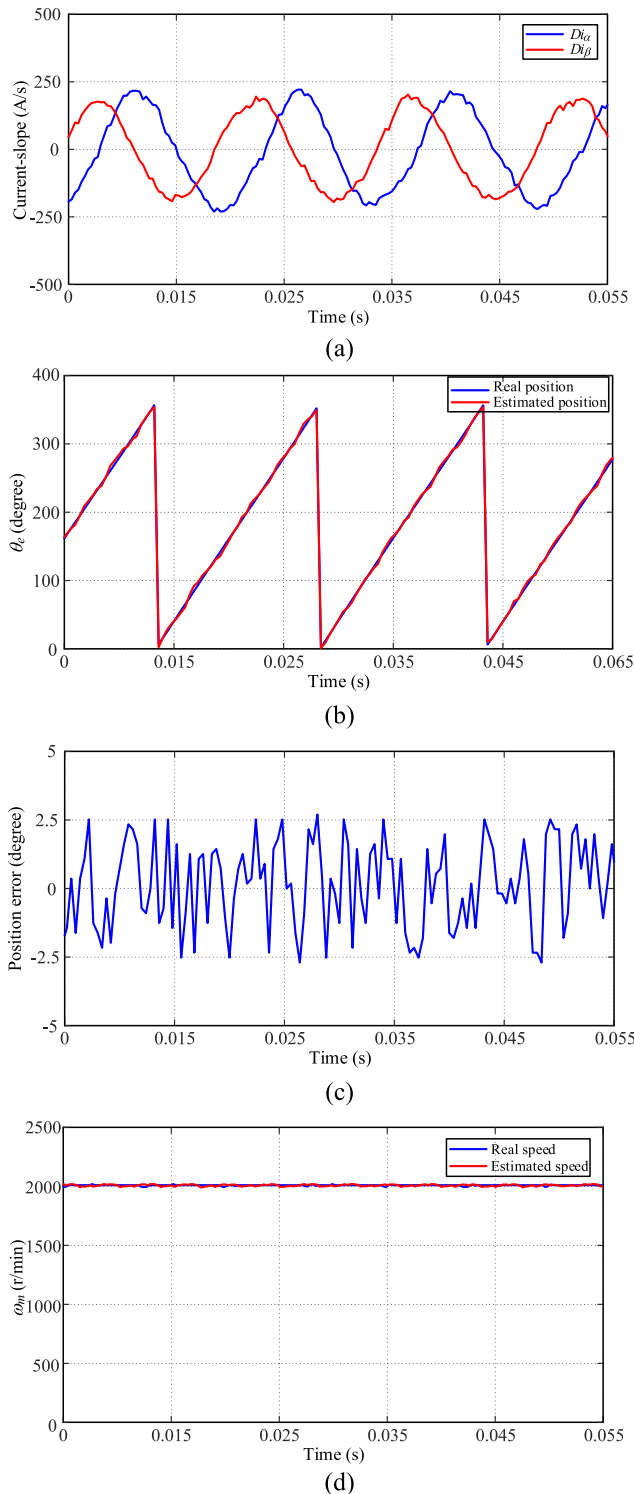 500
250
0
-250
-500
Current-slope (A/s)
Diα
Diβ
0 0.015 0.025 0.035 0.045 0.055
Time (s)
(a)
400
300
200
100
0
θe (degree)
Real position
Estimated position
0 0.015 0.025 0.035 0.045 0.065
Time (s)
(b)
5
2.5
0
-2.5
-5
Position error (degree)
0 0.015 0.025 0.035 0.045 0.055
Time (s)
(c)
2500
2000
1500
1000
500
0
ωm (r/min)
Real speed
Estimated speed
0 0.015 0.025 0.035 0.045 0.055
Time (s)
(d)